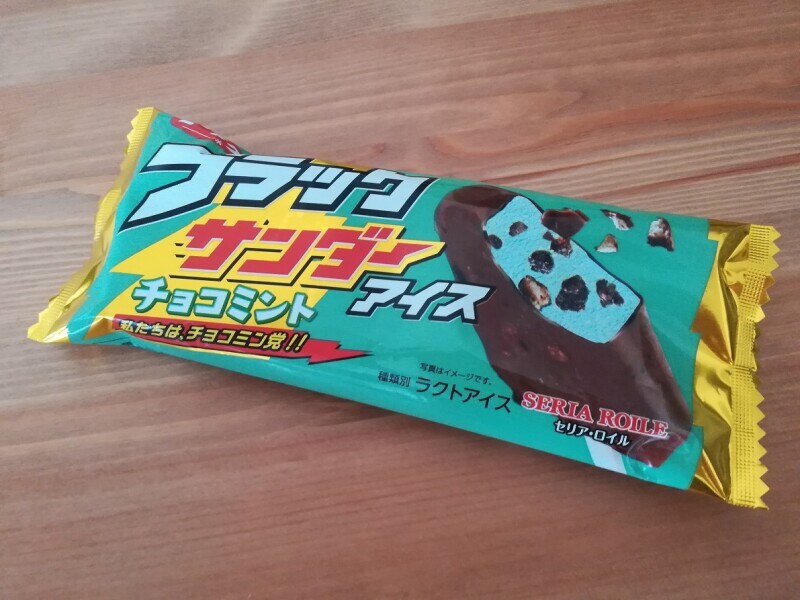 ブラック
サンダー
アイス
チョコミント
私たちは、チョコミン党!!
写真はイメージです。
種類別 ラクトアイス
SERIA ROILE
セリア・ロイル